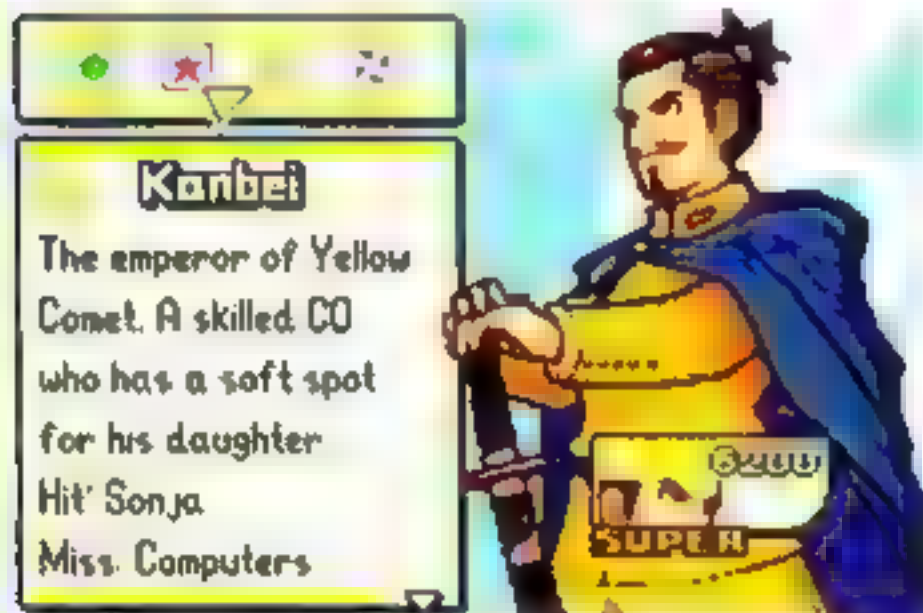 Kanbei
The emperor of Yellow
Comet. A skilled CO
who has a soft spot
for his daughter
Hit: Sonja
Miss: Computers
6200
SUPER